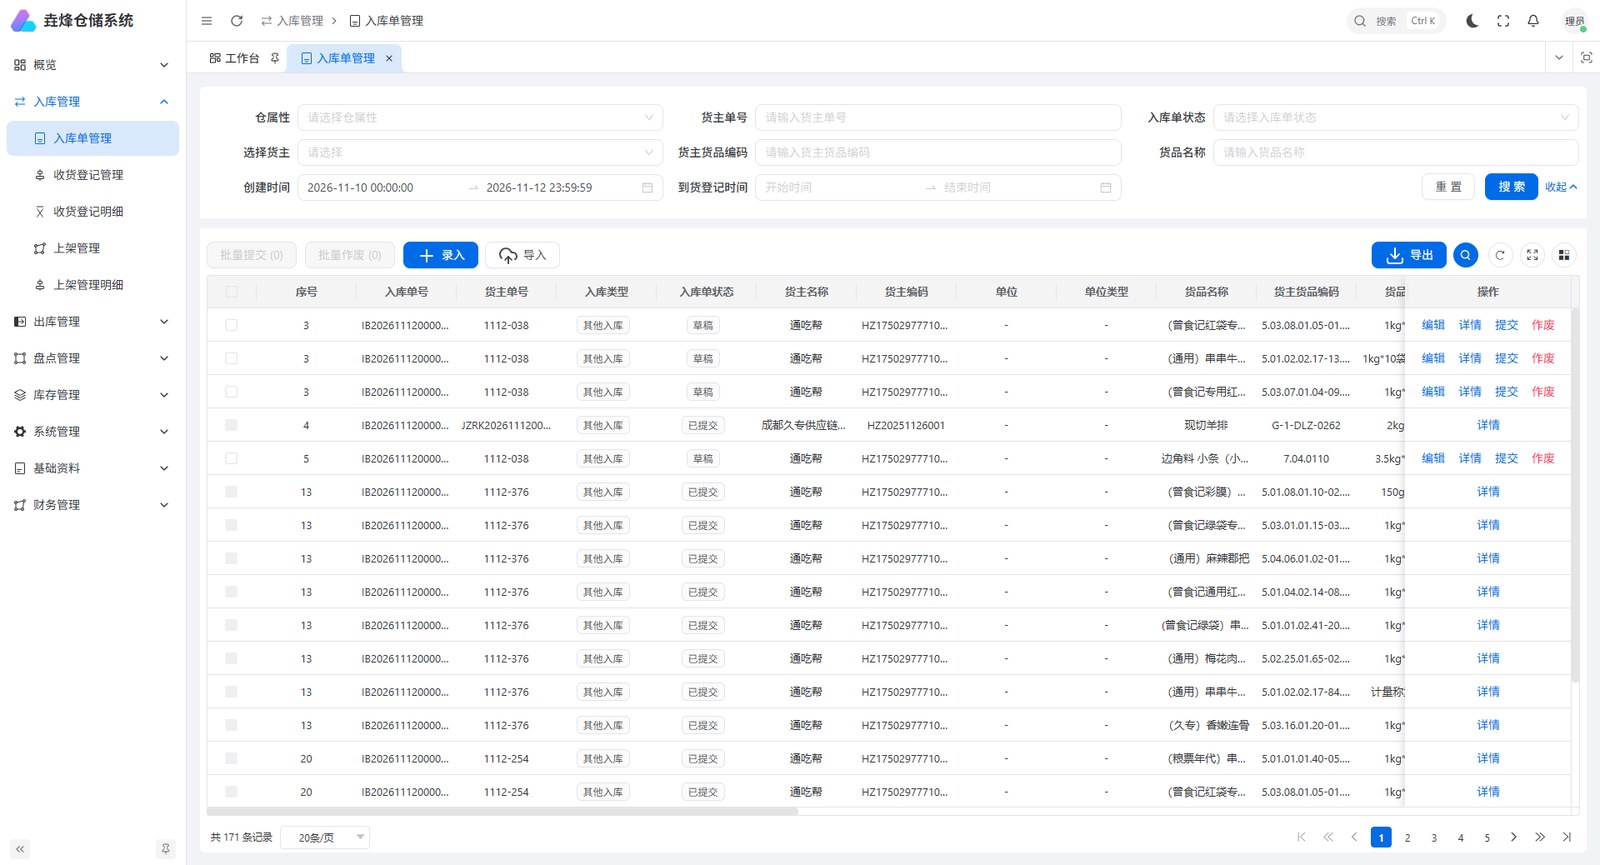 垚烽仓储系统
入库管理 > 入库单管理
搜索 Ctrl K
理员
工作台
入库单管理
概览
入库管理
入库单管理
收货登记管理
收货登记明细
上架管理
上架管理明细
出库管理
盘点管理
库存管理
系统管理
基础资料
财务管理
仓属性 请选择仓属性 货主单号 请输入货主单号 入库单状态 请选择入库单状态
选择货主 请选择 货主货品编码 请输入货主货品编码 货品名称 请输入货品名称
创建时间 2026-11-10 00:00:00 2026-11-12 23:59:59 到货登记时间 开始时间 结束时间 重 置 搜 索 收起
批量提交 (0) 批量作废 (0) 录入 导入 导出
序号 入库单号 货主单号 入库类型 入库单状态 货主名称 货主编码 单位 单位类型 货品名称 货主货品编码 货品 操作
3 IB202611120000... 1112-038 其他入库 草稿 通吃帮 HZ17502977710... - - (曾食记红袋专... 5.03.08.01.05-01.... 1kg* 编辑 详情 提交 作废
3 IB202611120000... 1112-038 其他入库 草稿 通吃帮 HZ17502977710... - - (通用）串串牛... 5.01.02.02.17-13.... 1kg*10袋 编辑 详情 提交 作废
3 IB202611120000... 1112-038 其他入库 草稿 通吃帮 HZ17502977710... - - (曾食记专用红... 5.03.07.01.04-09.... 1kg* 编辑 详情 提交 作废
4 IB202611120000... JZRK2026111200... 其他入库 已提交 成都久专供应链... HZ20251126001 - - 现切羊排 G-1-DLZ-0262 2kg 详情
5 IB202611120000... 1112-038 其他入库 草稿 通吃帮 HZ17502977710... - - 边角料 小条（小... 7.04.0110 3.5kg* 编辑 详情 提交 作废
13 IB202611120000... 1112-376 其他入库 已提交 通吃帮 HZ17502977710... - - (曾食记彩膜）... 5.01.08.01.10-02.... 150g 详情
13 IB202611120000... 1112-376 其他入库 已提交 通吃帮 HZ17502977710... - - (曾食记绿袋专... 5.03.01.01.15-03.... 1kg* 详情
13 IB202611120000... 1112-376 其他入库 已提交 通吃帮 HZ17502977710... - - (通用）麻辣郡把 5.04.06.01.02-01.... 1kg* 详情
13 IB202611120000... 1112-376 其他入库 已提交 通吃帮 HZ17502977710... - - (曾食记通用红... 5.01.04.02.14-08.... 1kg* 详情
13 IB202611120000... 1112-376 其他入库 已提交 通吃帮 HZ17502977710... - - (曾食记绿袋）串... 5.01.01.02.41-20.... 1kg* 详情
13 IB202611120000... 1112-376 其他入库 已提交 通吃帮 HZ17502977710... - - (通用）梅花肉... 5.02.25.01.65-02.... 1kg* 详情
13 IB202611120000... 1112-376 其他入库 已提交 通吃帮 HZ17502977710... - - (通用）串串牛... 5.01.02.02.17-84.... 计量称 详情
13 IB202611120000... 1112-376 其他入库 已提交 通吃帮 HZ17502977710... - - (久专）香嫩连骨 5.03.16.01.20-01.... 1kg* 详情
20 IB202611120000... 1112-254 其他入库 已提交 通吃帮 HZ17502977710... - - (粮票年代）串... 5.01.01.01.40-05.... 1kg* 详情
20 IB202611120000... 1112-254 其他入库 已提交 通吃帮 HZ17502977710... - - (曾食记红袋专... 5.03.08.01.05-01.... 1kg* 详情
共 171 条记录 20条/页 1 2 3 4 5